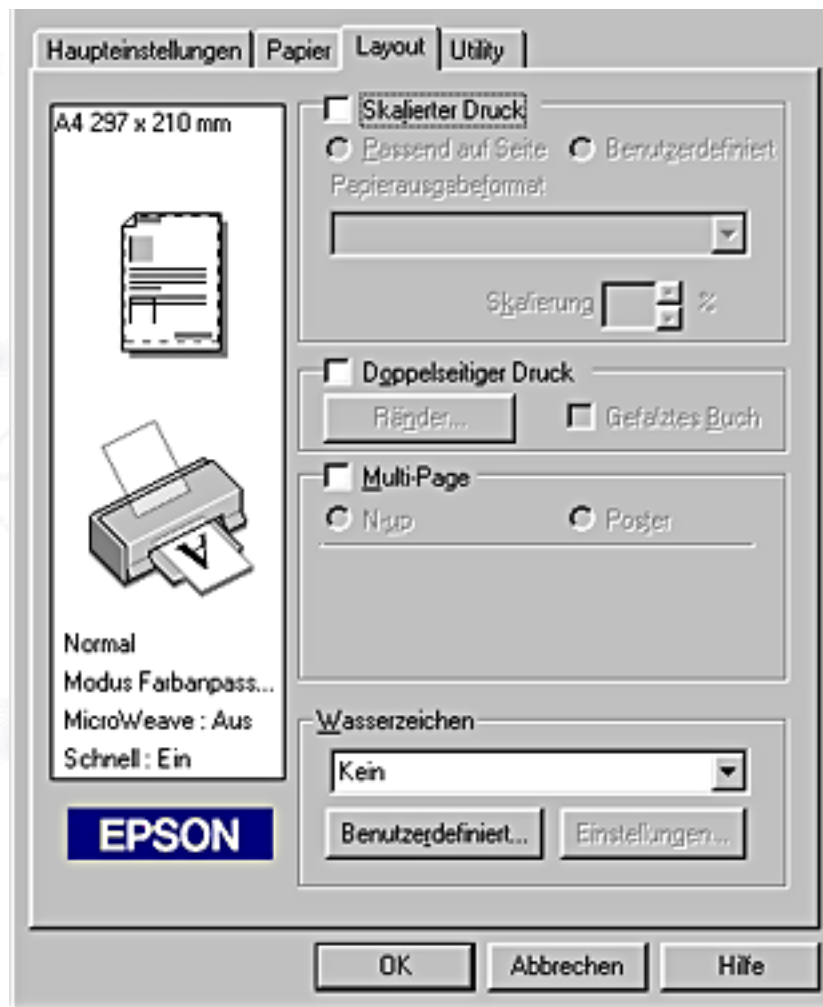 Haupteinstellungen Papier Layout Utility
A4 297 x 210 mm
Skalierter Druck
Passend auf Seite Benutzerdefiniert
Papierausgabeformat
Skalierung %
Doppelseitiger Druck
Ränder... Gefalztes Buch
Multi-Page
N-up Poster
A
Normal
Modus Farbanpass...
MicroWeave : Aus
Schnell : Ein
EPSON
Wasserzeichen
Kein
Benutzerdefiniert... Einstellungen...
OK Abbrechen Hilfe